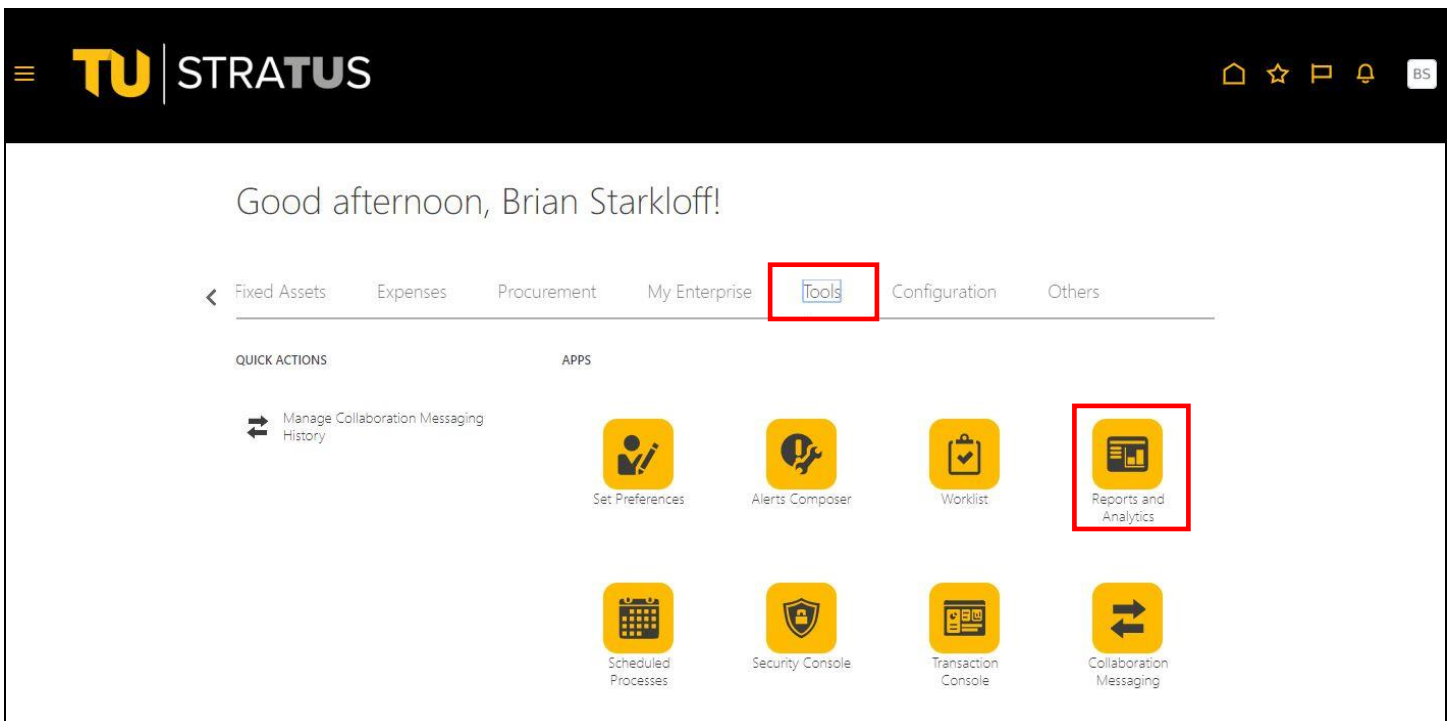 TU STRATUS
BS
Good afternoon, Brian Starkloff!
Fixed Assets Expenses Procurement My Enterprise Tools Configuration Others
QUICK ACTIONS
APPS
Manage Collaboration Messaging
History
Set Preferences
Alerts Composer
Worklist
Reports and
Analytics
Scheduled
Processes
Security Console
Transaction
Console
Collaboration
Messaging